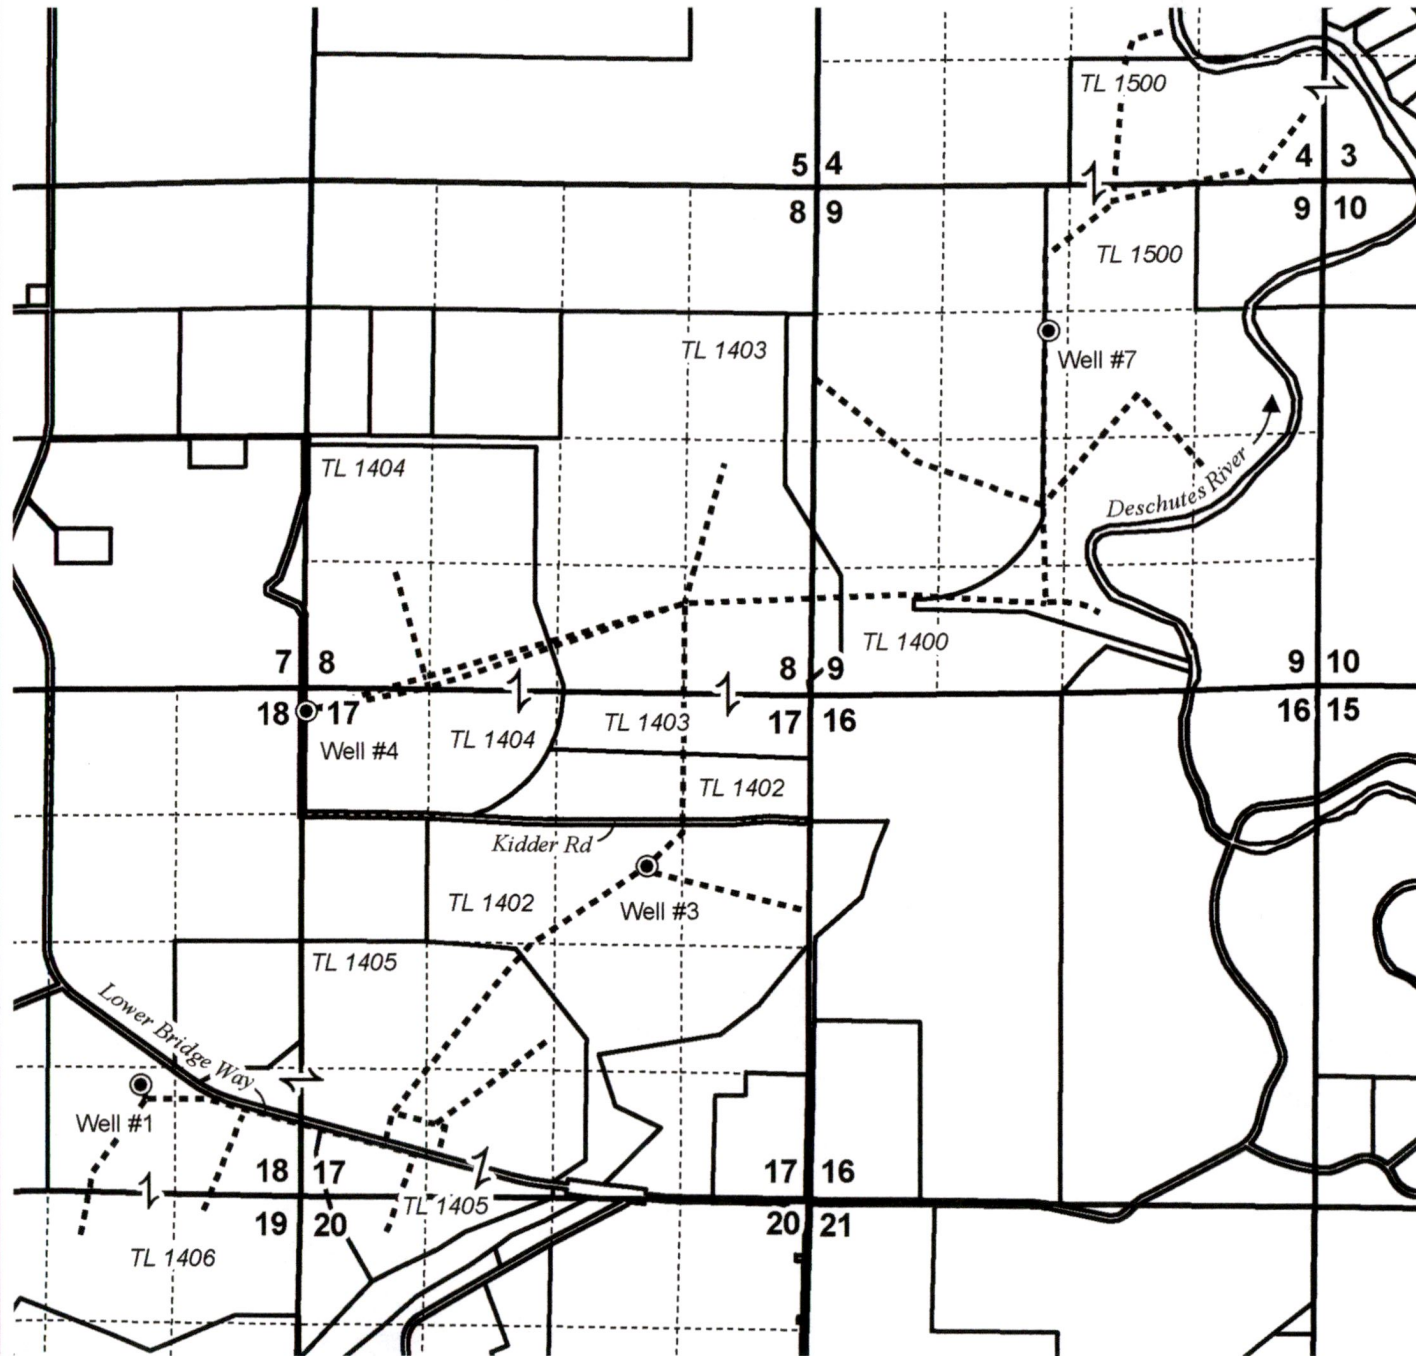 TL 1500
5 4
4 3
8 9
9 10
TL 1500
TL 1403
Well #7
TL 1404
Deschutes River
TL 1400
7 8
8 9
9 10
18 17
17 16
16 15
TL 1403
Well #4
TL 1404
TL 1402
Kidder Rd
TL 1402
Well #3
TL 1405
Lower Bridge Way
Well #1
18 17
17 16
TL 1405
19 20
20 21
TL 1406